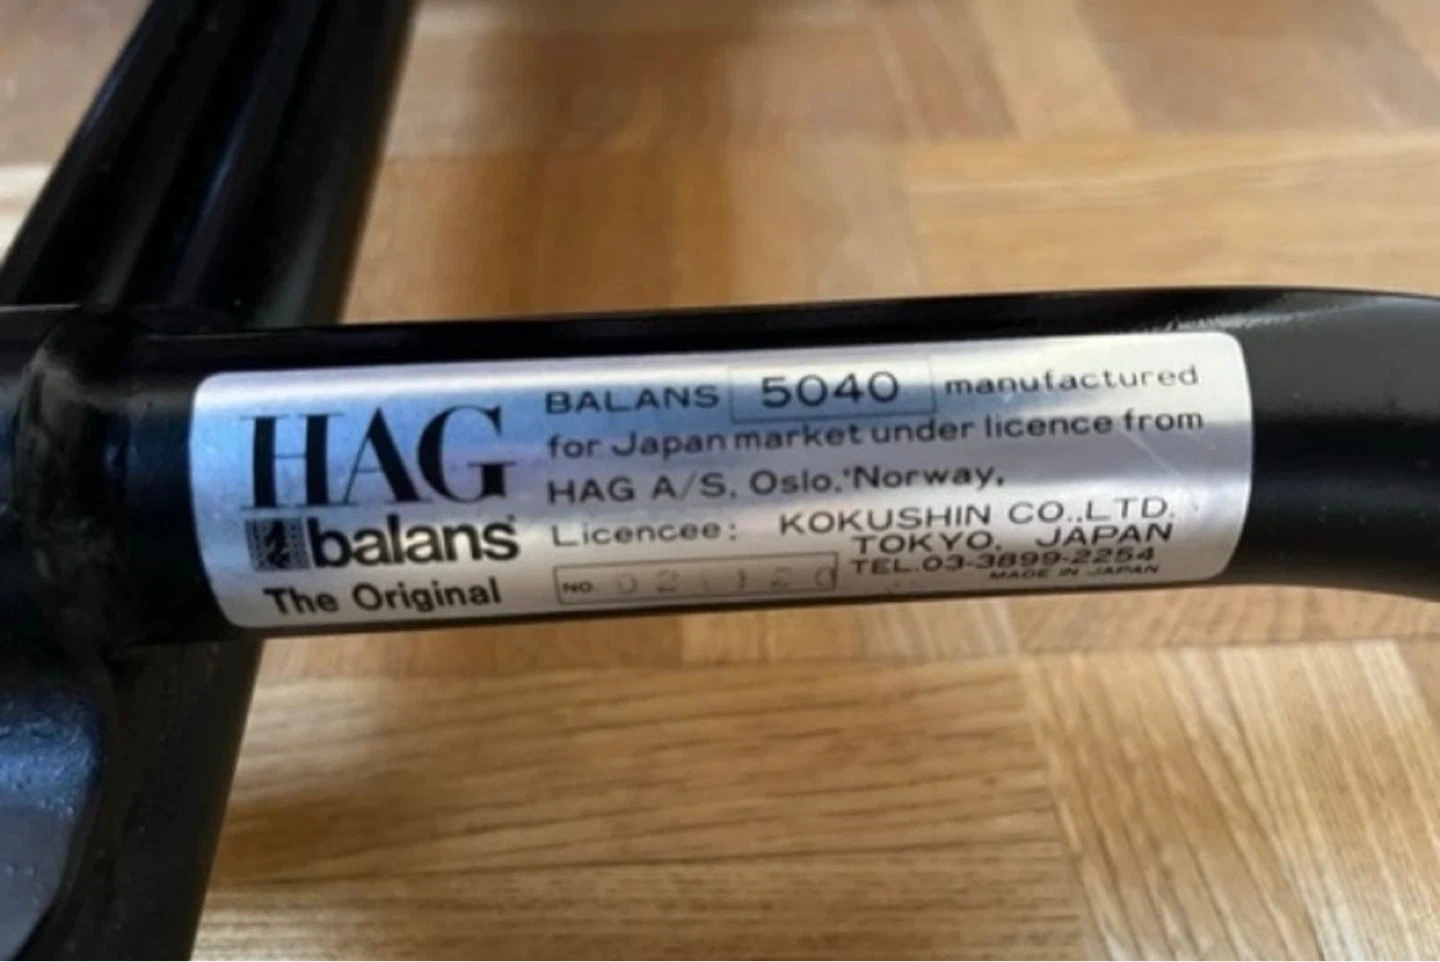 HAG
balans
The Original
BALANS 5040 manufactured
for Japan market under licence from
HAG A/S, Oslo, Norway,
Licencee: KOKUSHIN CO.,LTD.
TOKYO, JAPAN
TEL.03-3899-2254
MADE IN JAPAN
NO.